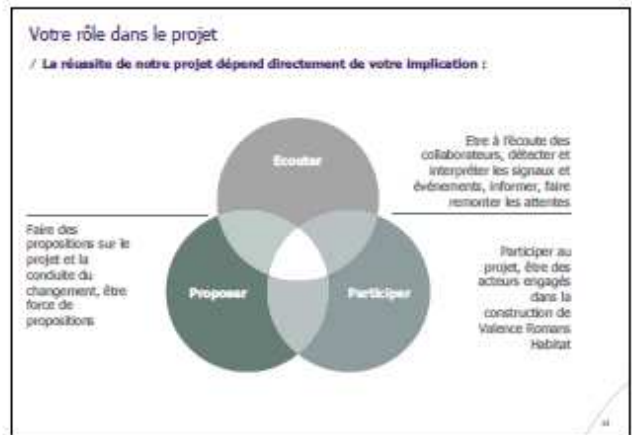 Votre rôle dans le projet
/ La réussite de notre projet dépend directement de votre implication :
Ecouter
Etre à l'écoute des
collaborateurs, détecter et
interpréter les signaux et
événements, informer, faire
remonter les attentes
Faire des
propositions sur le
projet et la
conduite du
changement, être
force de
propositions
Proposer
Participer
Participer au
projet, être des
acteurs engagés
dans la
construction de
Valence Romans
Habitat